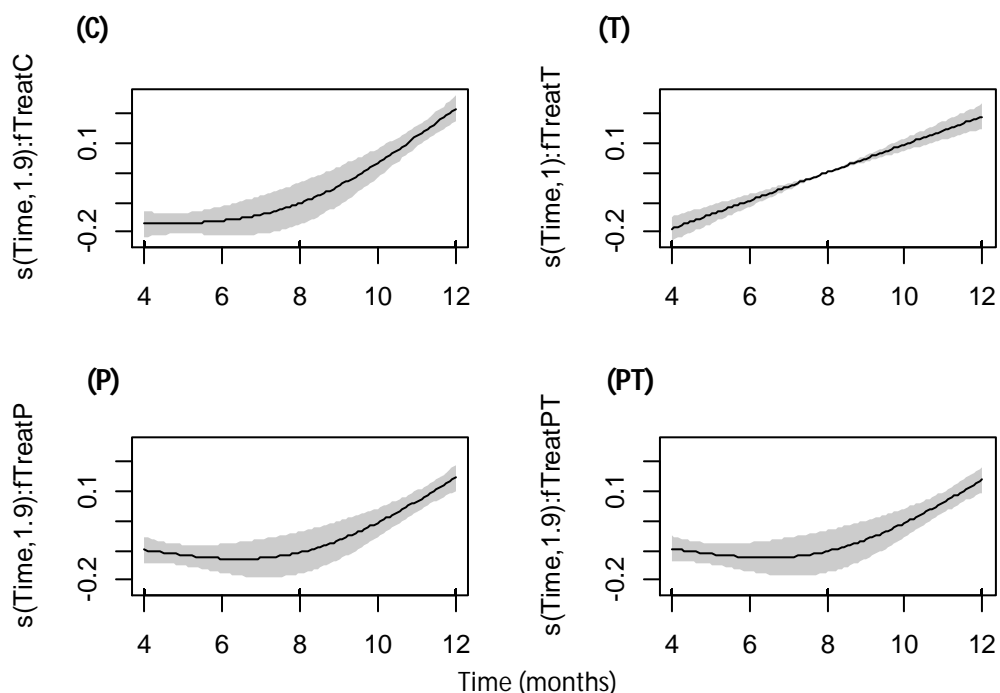 (C)
s(Time,1.9):fTreatC
0.1
-0.2
4 6 8 10 12
(T)
s(Time,1):fTreatT
0.1
-0.2
4 6 8 10 12
(P)
s(Time,1.9):fTreatP
0.1
-0.2
4 6 8 10 12
(PT)
s(Time,1.9):fTreatPT
0.1
-0.2
4 6 8 10 12
Time (months)